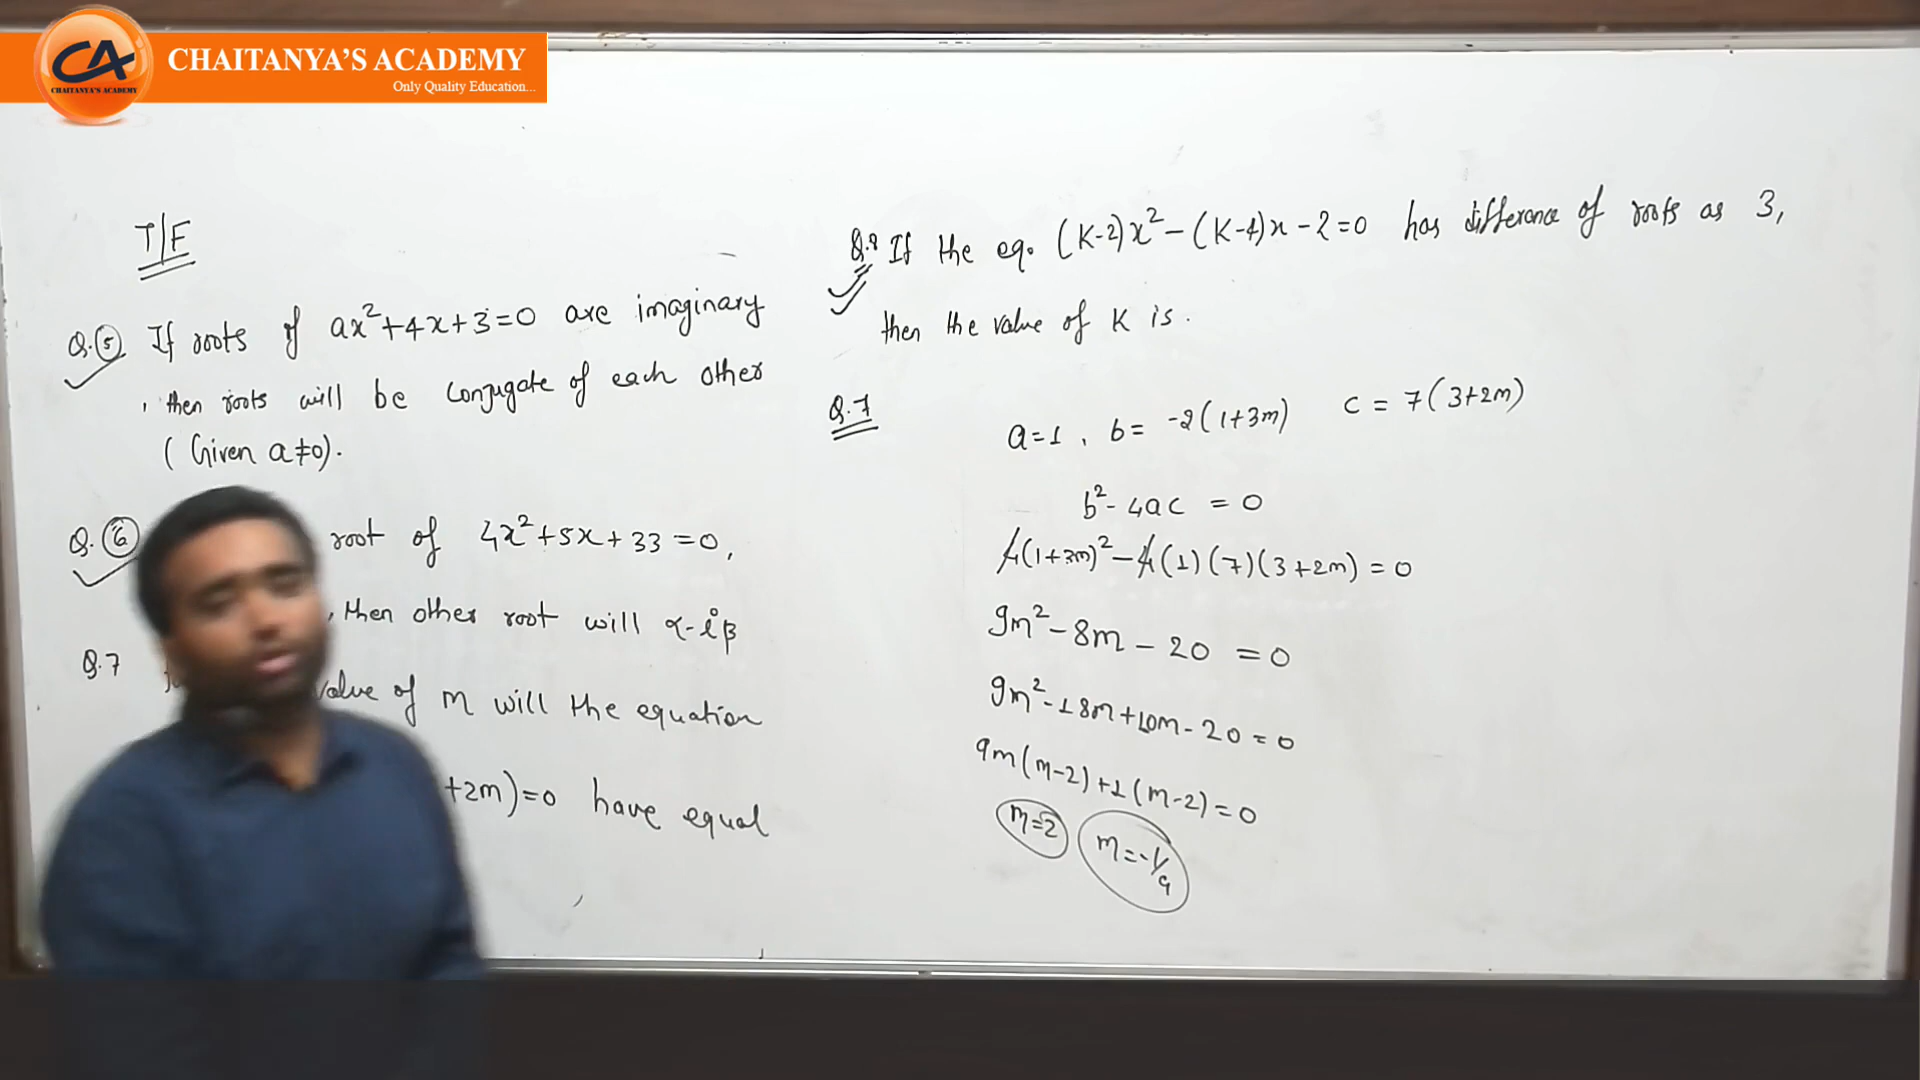 CHAITANYA'S ACADEMY
Only Quality Education...
CA
CHAITANYA'S ACADEMY
T/F
Q.(5) If roots of ax²+4x+3=0 are imaginary
, then roots will be conjugate of each other
(Given a≠0).
Q.(6) root of 4x²+5x+33=0,
, then other root will α-iβ
Q.7 value of m will the equation
+2m)=0 have equal
Q.8 If the eq. (K-2)x²-(K-4)x-2=0 has difference of roots as 3,
then the value of K is.
Q.7 a=1, b= -2(1+3m) c = 7(3+2m)
b²-4ac = 0
4(1+3m)²-4(1)(7)(3+2m)=0
9m²-8m-20=0
9m²-18m+10m-20=0
9m(m-2)+1(m-2)=0
m=2 m=-1/9